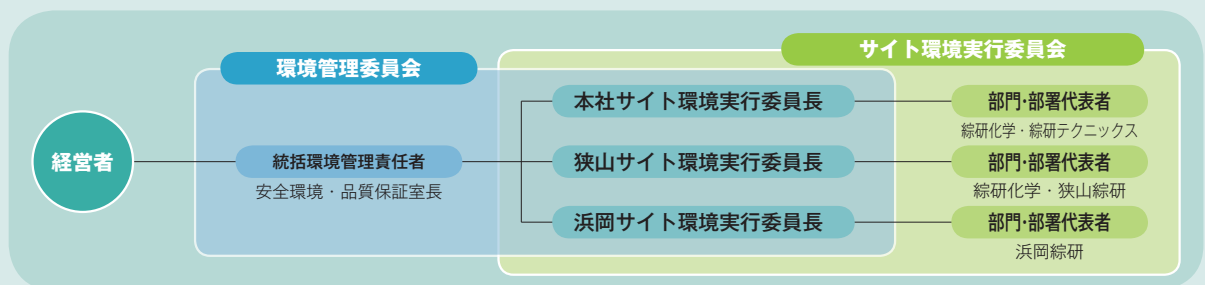 サイト環境実行委員会
環境管理委員会
経営者
統括環境管理責任者
安全環境・品質保証室長
本社サイト環境実行委員長
部門・部署代表者
綜研化学・綜研テクニックス
狭山サイト環境実行委員長
部門・部署代表者
綜研化学・狭山綜研
浜岡サイト環境実行委員長
部門・部署代表者
浜岡綜研